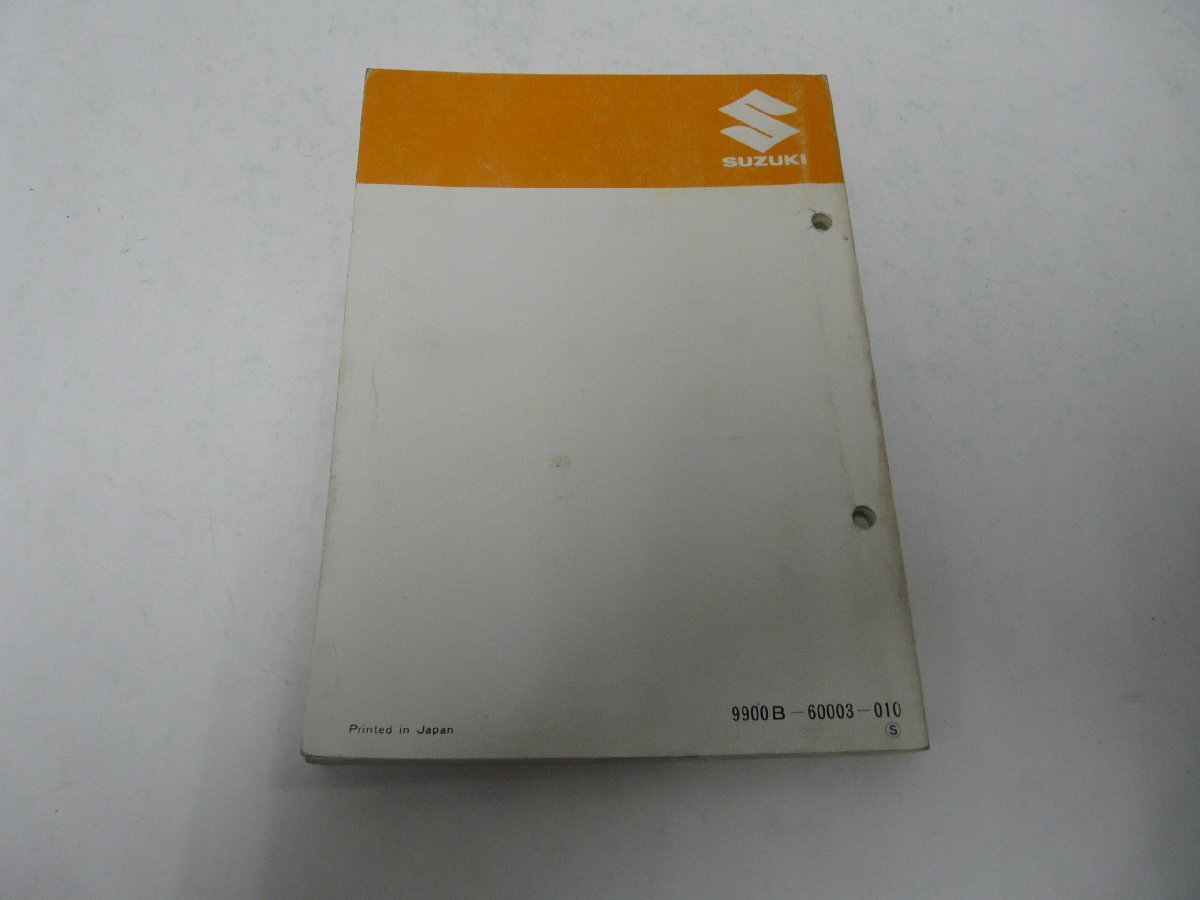 SUZUKI
9900B-60003-010
Printed in Japan
S